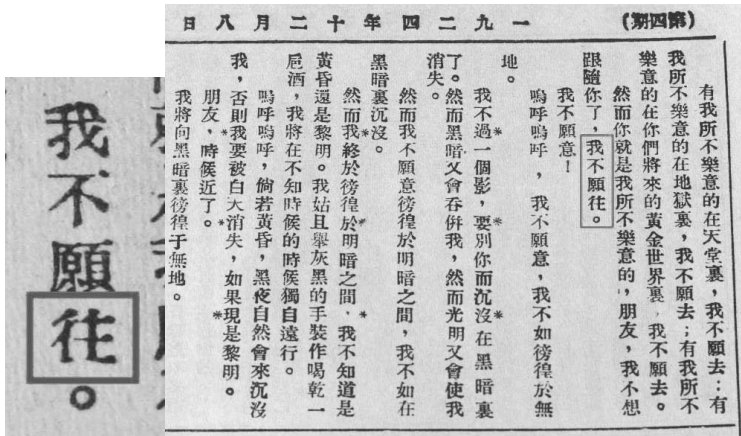 (第四期)
一九二四年十二月八日
有我所不樂意的在天堂裏，我不願去；有
我所不樂意的在地獄裏，我不願去；有我所不
樂意的在你們將來的黃金世界裏，我不願去。
然而你就是我所不樂意的，朋友，我不想
跟隨你了，我不願往。
我不願意！
嗚呼嗚呼，我不願意，我不如徬徨於無
地。
我不過一個影，要別你而沉沒在黑暗裏
了。然而黑暗又會吞併我，然而光明又會使我
消失。
然而我不願意徬徨於明暗之間，我不如在
黑暗裏沉沒。
然而我終於徬徨於明暗之間，我不知道是
黃昏還是黎明。我姑且舉灰黑的手裝作喝乾一
巵酒，我將在不知時候的時候獨自遠行。
嗚呼嗚呼，倘若黃昏，黑夜自然會來沉沒
我，否則我要被白天消失，如果現是黎明。
朋友，時候近了。
我將向黑暗裏徬徨于無地。
我不願往。